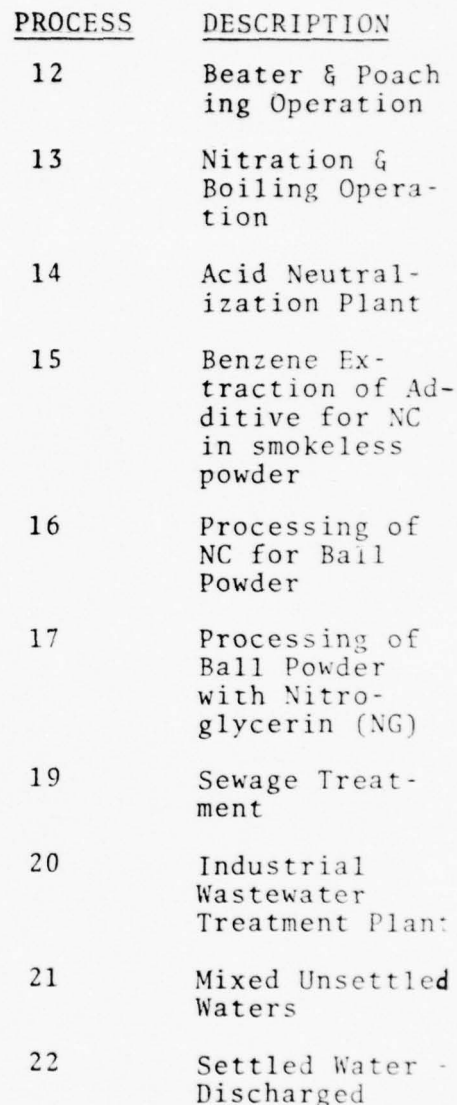 PROCESS DESCRIPTION
12 Beater & Poach
ing Operation
13 Nitration &
Boiling Opera-
tion
14 Acid Neutral-
ization Plant
15 Benzene Ex-
traction of Ad-
ditive for NC
in smokeless
powder
16 Processing of
NC for Ball
Powder
17 Processing of
Ball Powder
with Nitro-
glycerin (NG)
19 Sewage Treat-
ment
20 Industrial
Wastewater
Treatment Plant
21 Mixed Unsettled
Waters
22 Settled Water -
Discharged